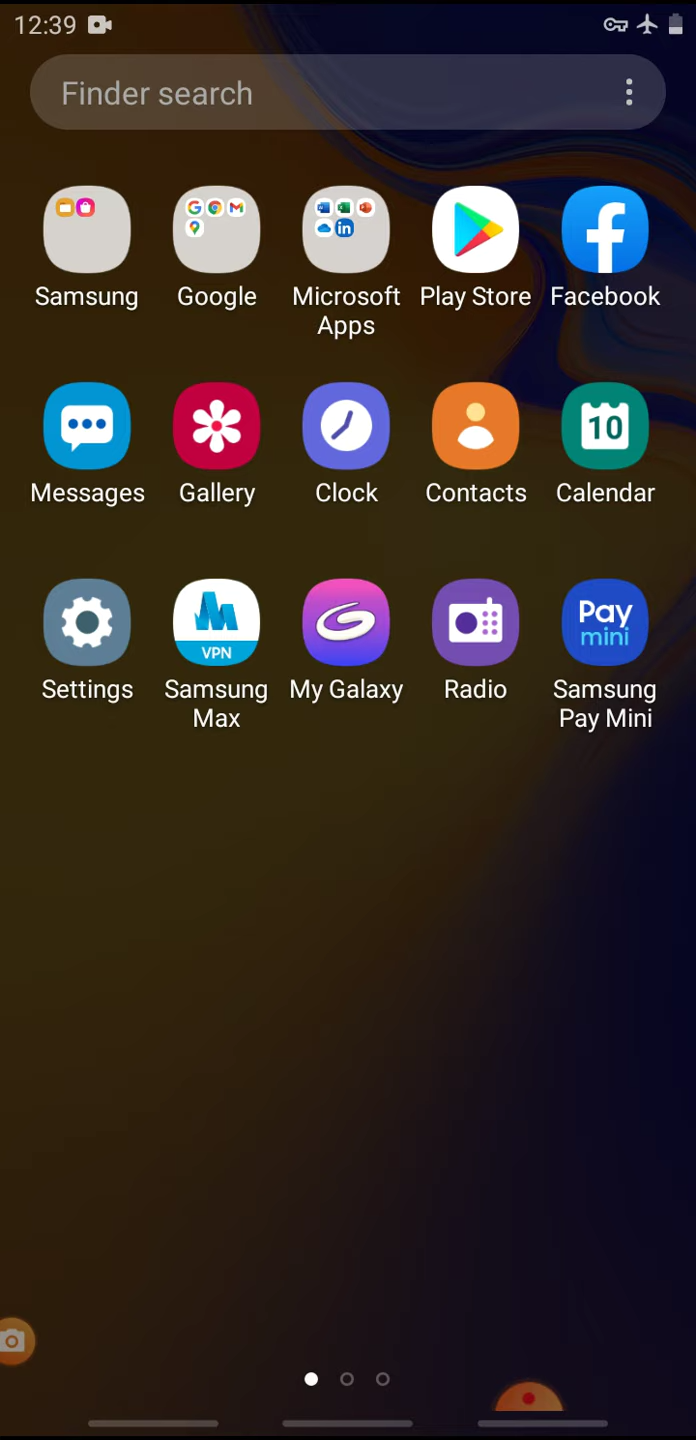 12:39
Finder search
Samsung
Google
Microsoft Apps
Play Store
Facebook
Messages
Gallery
Clock
Contacts
10
Calendar
Settings
VPN
Samsung Max
My Galaxy
Radio
Pay mini
Samsung Pay Mini